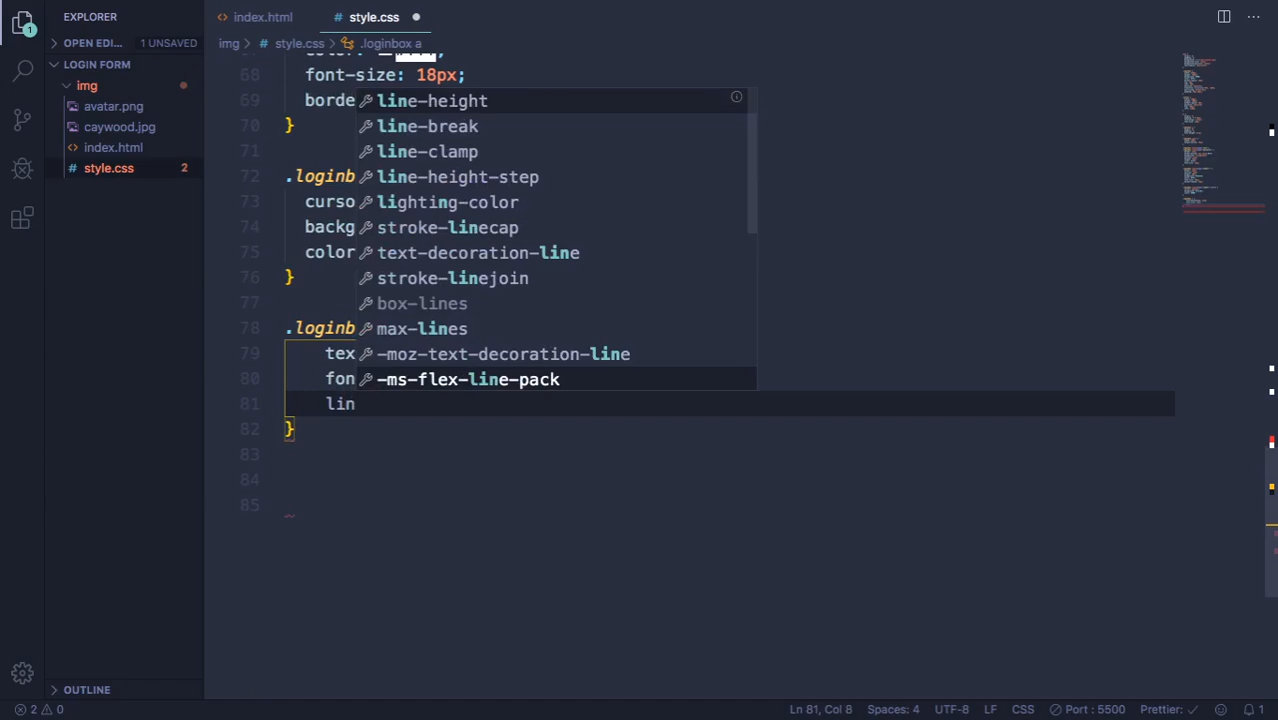 EXPLORER
index.html
# style.css
OPEN EDI... 1 UNSAVED
img
# style.css
.loginbox a
LOGIN FORM
img
avatar.png
caywood.jpg
index.html
# style.css 2
68 font-size: 18px;
69 borde
70 }
71
72 .loginb
73 curso
74 backg
75 color
76 }
77
78 .loginb
79 tex
80 fon
81 lin
82 }
83
84
85
line-height
line-break
line-clamp
line-height-step
lighting-color
stroke-linecap
text-decoration-line
stroke-linejoin
box-lines
max-lines
-moz-text-decoration-line
-ms-flex-line-pack
1
OUTLINE
2 0 Ln 81, Col 8 Spaces: 4 UTF-8 LF CSS Port : 5500 Prettier: 1